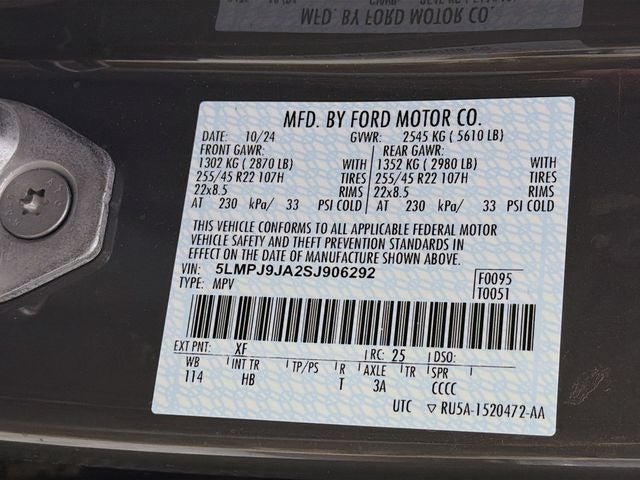 MFD. BY FORD MOTOR CO.
MFD. BY FORD MOTOR CO.
DATE: 10/24 GVWR: 2545 KG ( 5610 LB)
FRONT GAWR: REAR GAWR:
1302 KG ( 2870 LB) WITH 1352 KG ( 2980 LB) WITH
255/45 R22 107H TIRES 255/45 R22 107H TIRES
22x8.5 RIMS 22x8.5 RIMS
AT 230 kPa/ 33 PSI COLD AT 230 kPa/ 33 PSI COLD
THIS VEHICLE CONFORMS TO ALL APPLICABLE FEDERAL MOTOR
VEHICLE SAFETY AND THEFT PREVENTION STANDARDS IN
EFFECT ON THE DATE OF MANUFACTURE SHOWN ABOVE.
VIN: 5LMPJ9JA2SJ906292 F0095
TYPE: MPV T0051
EXT PNT: XF RC: 25 DSO:
WB INT TR TP/PS R AXLE TR SPR
114 HB T 3A CCCC
UTC ▽ RU5A-1520472-AA